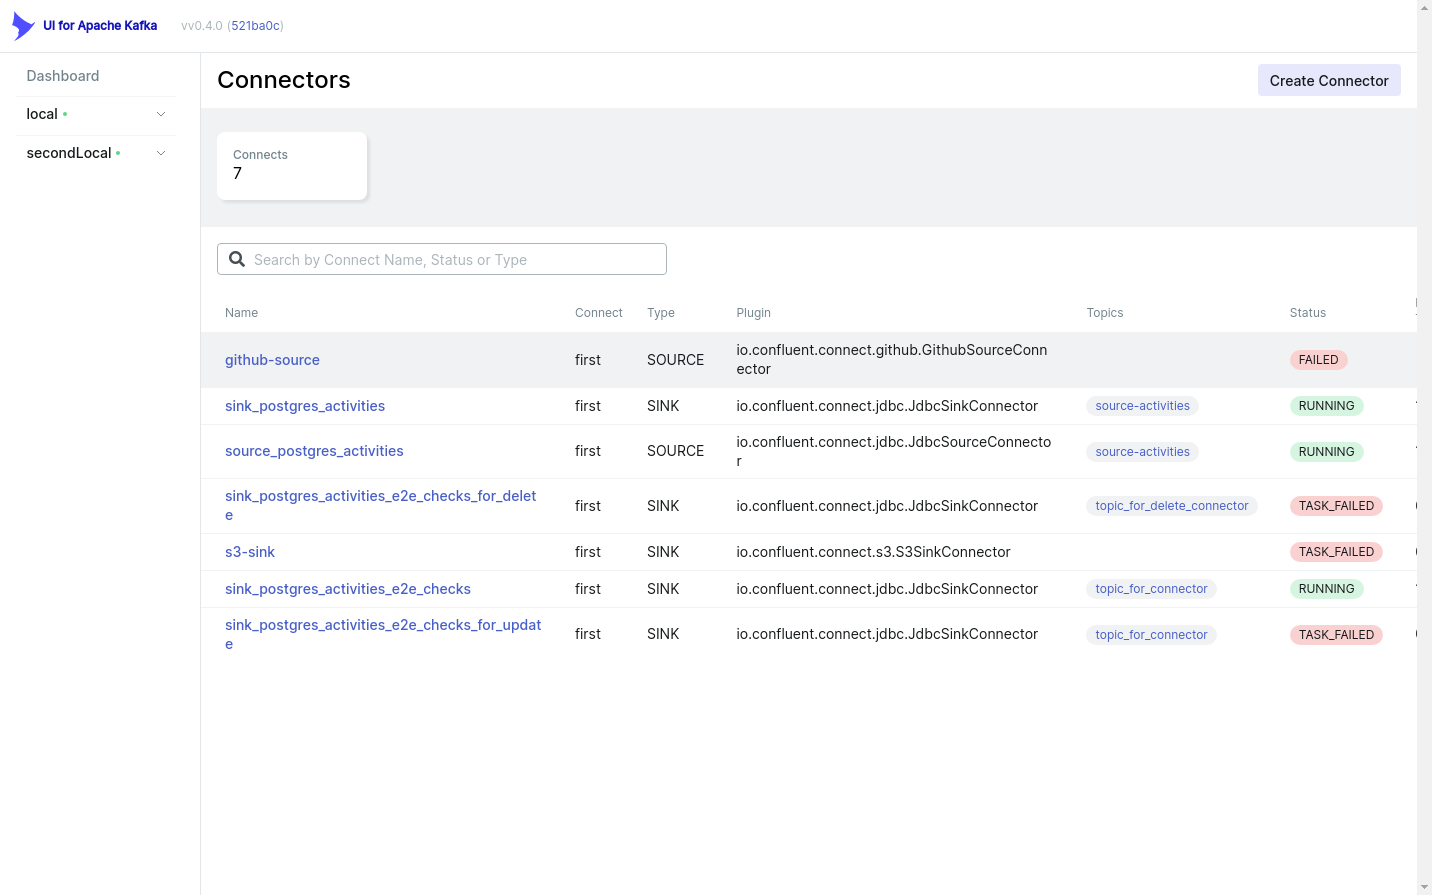 UI for Apache Kafka vv0.4.0 (521ba0c)
Dashboard
local
secondLocal
Connectors
Create Connector
Connects
7
Search by Connect Name, Status or Type
Name Connect Type Plugin Topics Status
github-source first SOURCE io.confluent.connect.github.GithubSourceConn
ector FAILED
sink_postgres_activities first SINK io.confluent.connect.jdbc.JdbcSinkConnector source-activities RUNNING
source_postgres_activities first SOURCE io.confluent.connect.jdbc.JdbcSourceConnecto
r source-activities RUNNING
sink_postgres_activities_e2e_checks_for_delet
e first SINK io.confluent.connect.jdbc.JdbcSinkConnector topic_for_delete_connector TASK_FAILED
s3-sink first SINK io.confluent.connect.s3.S3SinkConnector TASK_FAILED
sink_postgres_activities_e2e_checks first SINK io.confluent.connect.jdbc.JdbcSinkConnector topic_for_connector RUNNING
sink_postgres_activities_e2e_checks_for_updat
e first SINK io.confluent.connect.jdbc.JdbcSinkConnector topic_for_connector TASK_FAILED